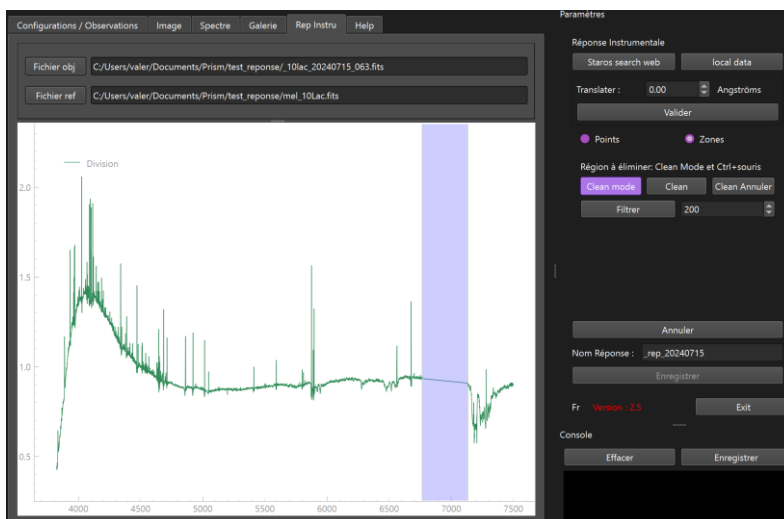 Configurations / Observations Image Spectre Galerie Rep Instru Help
Fichier obj C:/Users/valer/Documents/Prism/test_reponse/_10lac_20240715_063.fits
Fichier ref C:/Users/valer/Documents/Prism/test_reponse/mel_10Lac.fits
Division
2.0
1.5
1.0
0.5
4000 4500 5000 5500 6000 6500 7000 7500
Paramètres
Réponse Instrumentale
Staros search web local data
Translater : 0.00 Angströms
Valider
Points Zones
Région à éliminer: Clean Mode et Ctrl+souris
Clean mode Clean Clean Annuler
Filtrer 200
Annuler
Nom Réponse : _rep_20240715
Enregistrer
Fr Version : 2.5 Exit
Console
Effacer Enregistrer